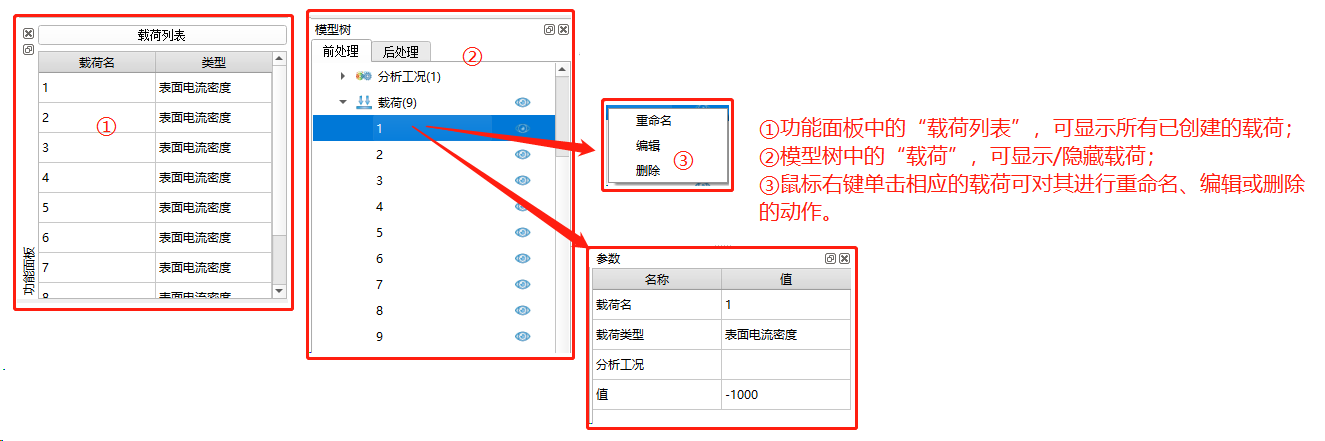 载荷列表
载荷名 类型
1 表面电流密度
2 表面电流密度
3 表面电流密度
4 表面电流密度
5 表面电流密度
6 表面电流密度
7 表面电流密度
8 表面电流密度
功能面板
①
模型树
前处理 后处理
②
分析工况(1)
载荷(9)
1
2
3
4
5
6
7
8
9
重命名
编辑
删除
③
参数
名称 值
载荷名 1
载荷类型 表面电流密度
分析工况
值 -1000
①功能面板中的“载荷列表”，可显示所有已创建的载荷；
②模型树中的“载荷”，可显示/隐藏载荷；
③鼠标右键单击相应的载荷可对其进行重命名、编辑或删除
的动作。